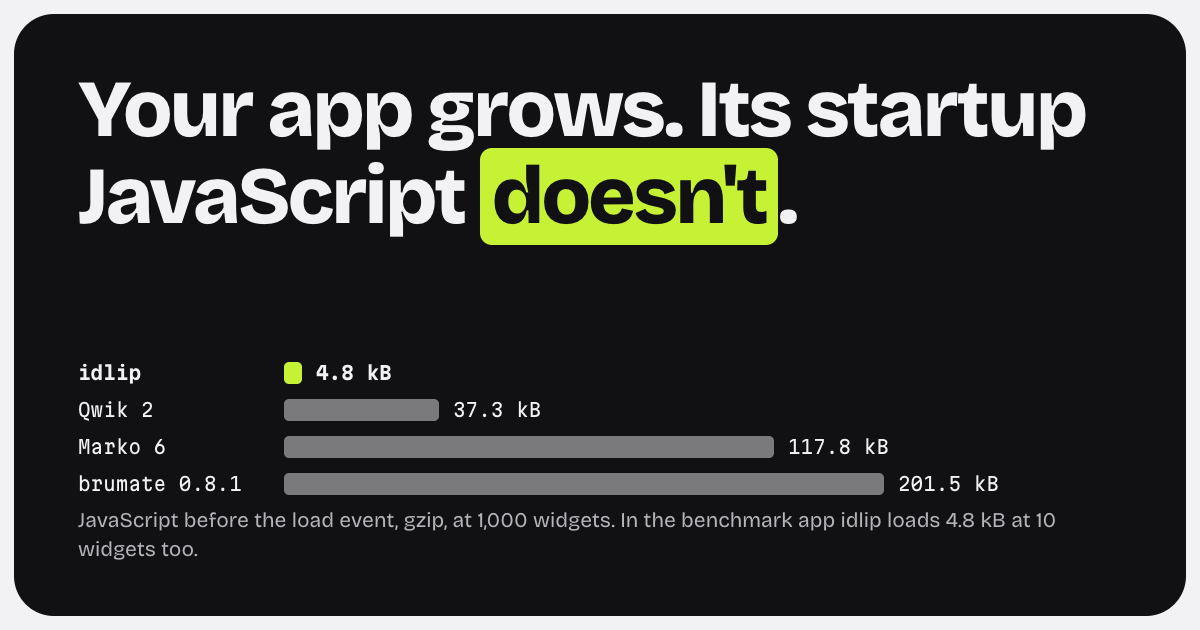 Your app grows. Its startup
JavaScript doesn't.
idlip 4.8 kB
Qwik 2 37.3 kB
Marko 6 117.8 kB
brumate 0.8.1 201.5 kB
JavaScript before the load event, gzip, at 1,000 widgets. In the benchmark app idlip loads 4.8 kB at 10
widgets too.